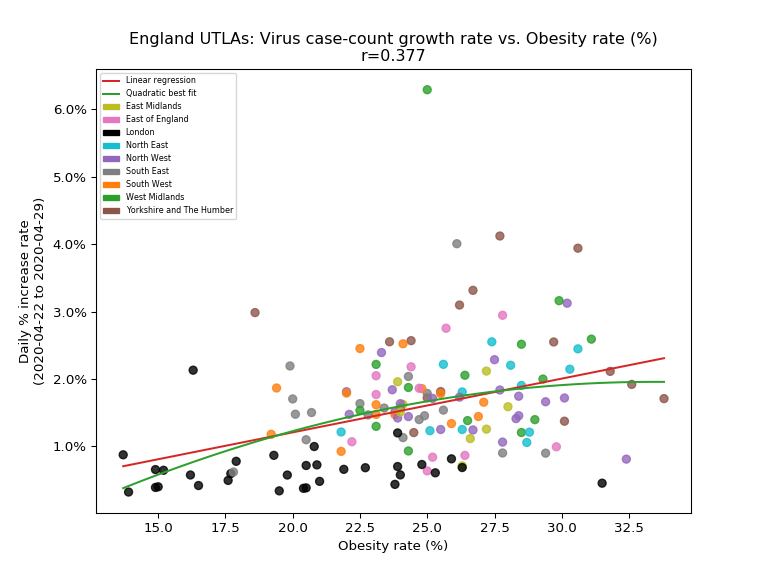 England UTLAs: Virus case-count growth rate vs. Obesity rate (%)
r=0.377
Linear regression
Quadratic best fit
East Midlands
East of England
London
North East
North West
South East
South West
West Midlands
Yorkshire and The Humber
6.0%
5.0%
4.0%
3.0%
2.0%
1.0%
Daily % increase rate
(2020-04-22 to 2020-04-29)
15.0
17.5
20.0
22.5
25.0
27.5
30.0
32.5
Obesity rate (%)